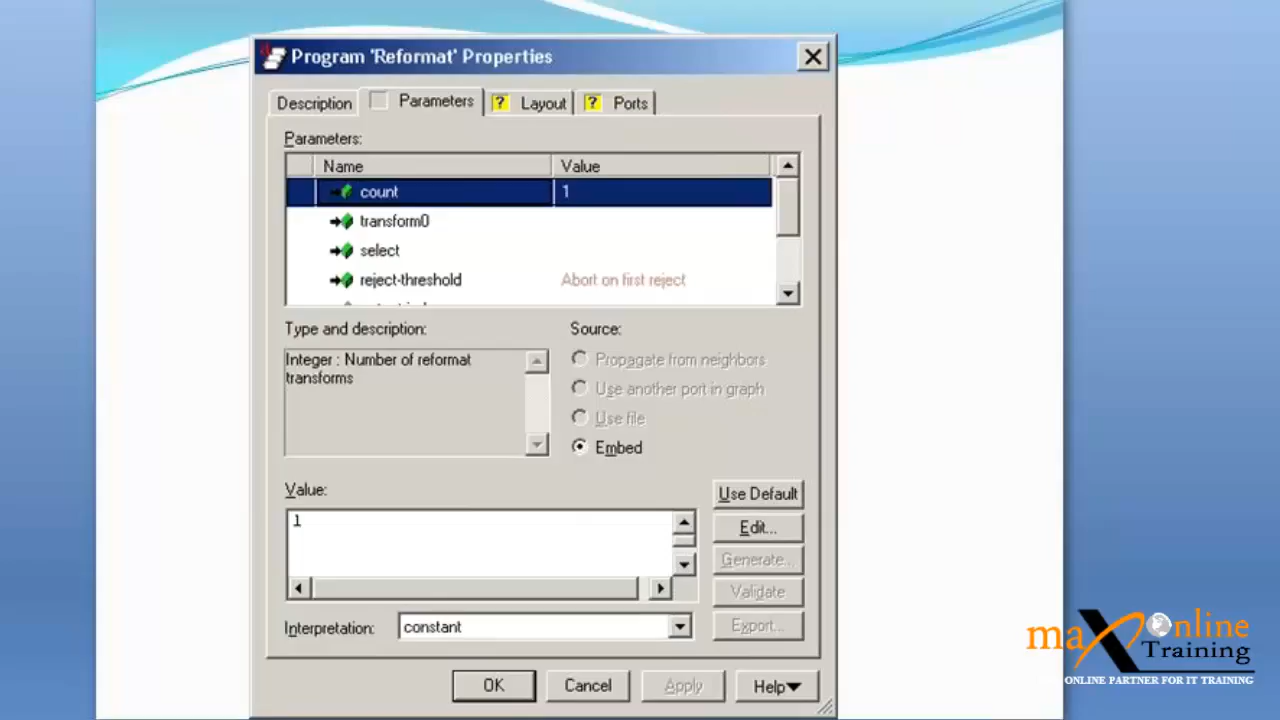 Program 'Reformat' Properties
Description
Parameters
? Layout
? Ports
Parameters:
Name Value
count 1
transform0
select
reject-threshold Abort on first reject
Type and description:
Integer : Number of reformat
transforms
Source:
Propagate from neighbors
Use another port in graph
Use file
Embed
Value:
1
Use Default
Edit...
Generate...
Validate
Export...
Interpretation: constant
OK Cancel Apply Help
maX Online
Training
ONLINE PARTNER FOR IT TRAINING